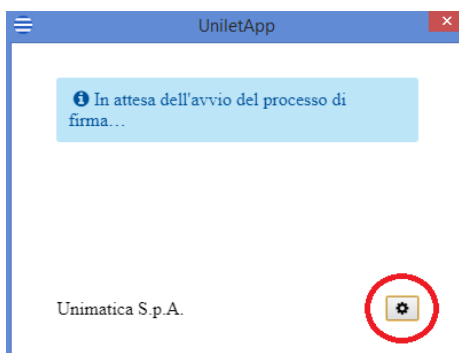 UniletApp
In attesa dell'avvio del processo di
firma…
Unimatica S.p.A.